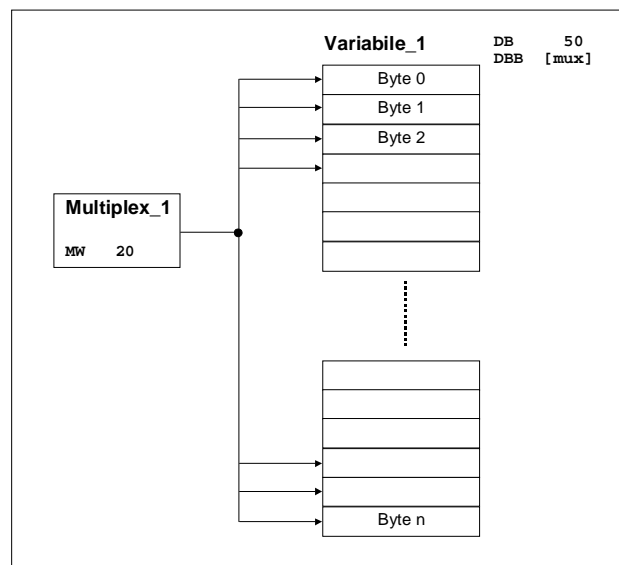 Variabile_1
DB 50
DBB [mux]
Byte 0
Byte 1
Byte 2
Multiplex_1
MW 20
Byte n